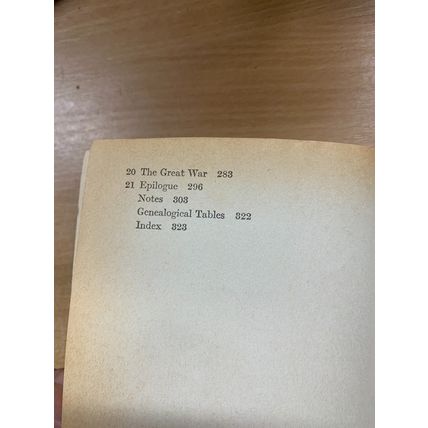 20 The Great War 283
21 Epilogue 296
Notes 303
Genealogical Tables 322
Index 323